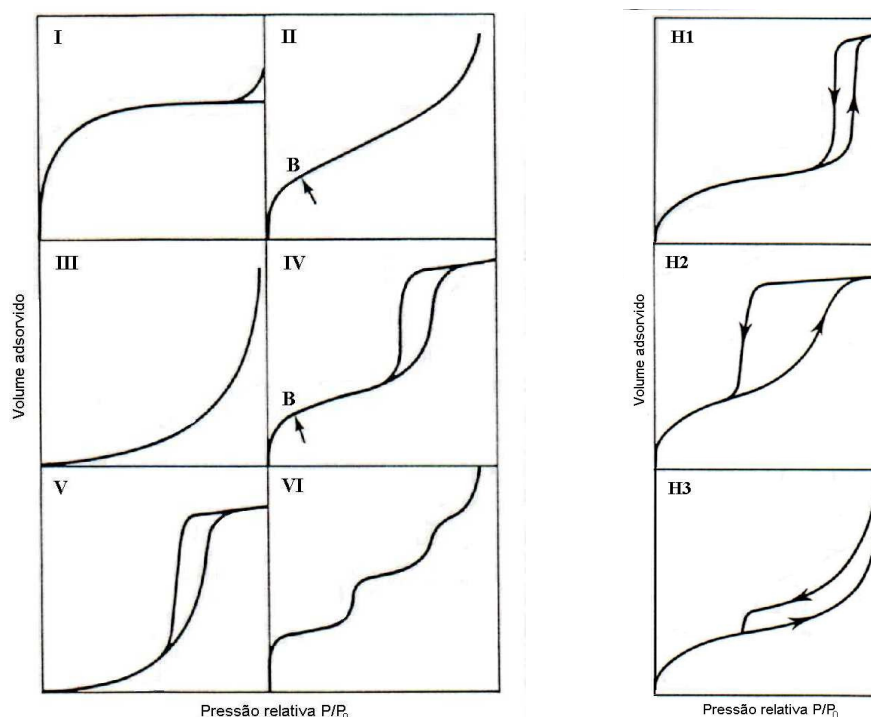 I
II
B
III
IV
B
V
VI
Volume adsorvido
Pressão relativa P/P₀
H1
H2
H3
Volume adsorvido
Pressão relativa P/P₀